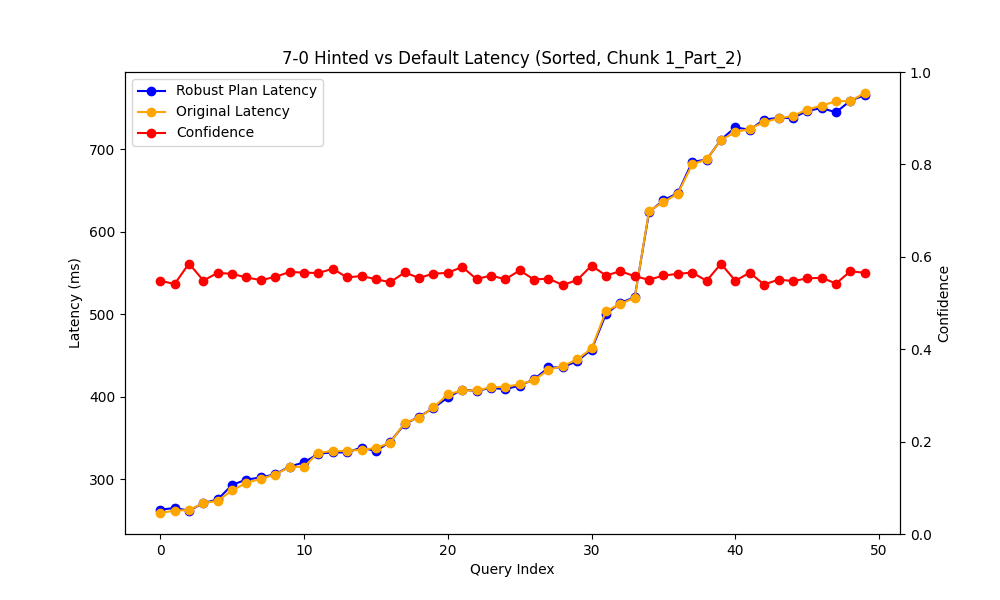 7-0 Hinted vs Default Latency (Sorted, Chunk 1_Part_2)
Robust Plan Latency
Original Latency
Confidence
Latency (ms)
700
600
500
400
300
1.0
0.8
0.6
0.4
0.2
0.0
Confidence
0 10 20 30 40 50
Query Index